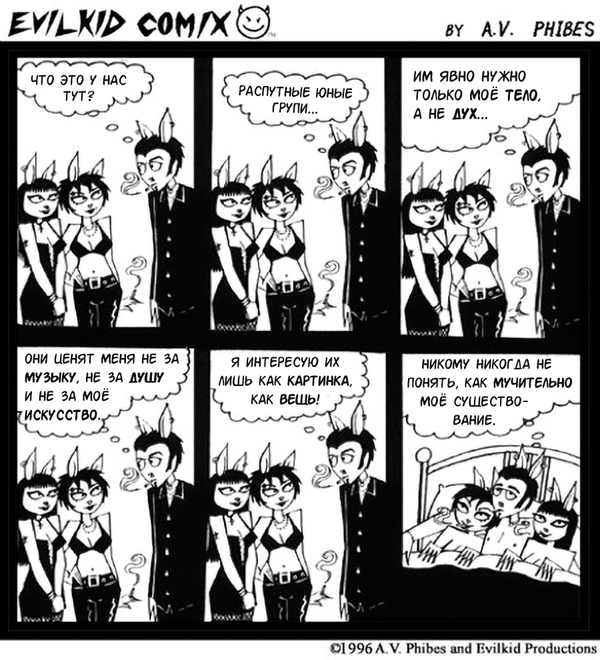 EVILKID COMIX
TM
BY A.V. PHIBES
ЧТО ЭТО У НАС
ТУТ?
РАСПУТНЫЕ ЮНЫЕ
ГРУПИ...
ИМ ЯВНО НУЖНО
ТОЛЬКО МОЁ ТЕЛО,
А НЕ ДУХ...
ОНИ ЦЕНЯТ МЕНЯ НЕ ЗА
МУЗЫКУ, НЕ ЗА ДУШУ
И НЕ ЗА МОЁ
ИСКУССТВО...
Я ИНТЕРЕСУЮ ИХ
ЛИШЬ КАК КАРТИНКА,
КАК ВЕЩЬ!
НИКОМУ НИКОГДА НЕ
ПОНЯТЬ, КАК МУЧИТЕЛЬНО
МОЁ СУЩЕСТВО-
ВАНИЕ.
©1996 A.V. Phibes and Evilkid Productions